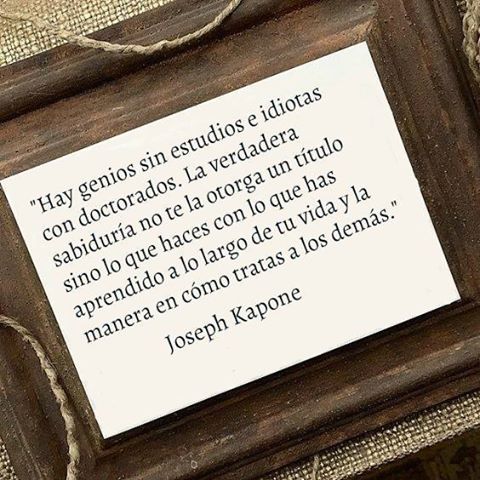 "Hay genios sin estudios e idiotas
con doctorados. La verdadera
sabiduría no te la otorga un título
sino lo que haces con lo que has
aprendido a lo largo de tu vida y la
manera en cómo tratas a los demás."
Joseph Kapone